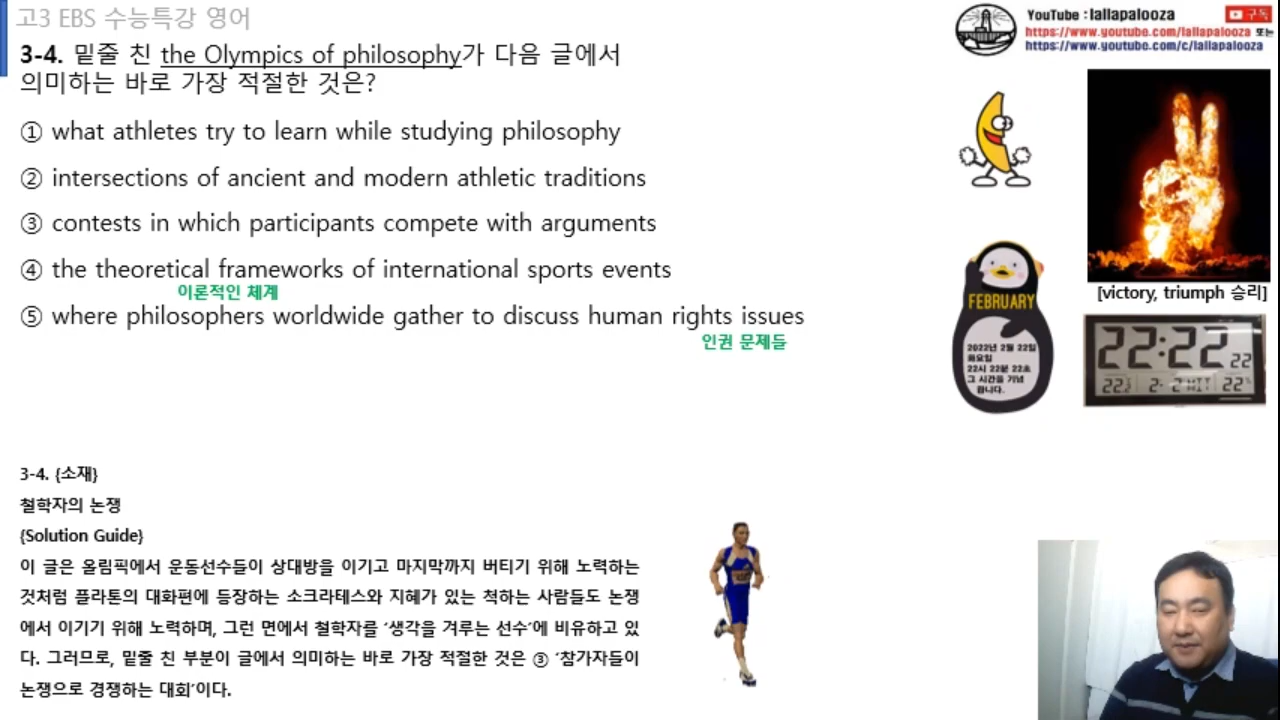 고3 EBS 수능특강 영어
3-4. 밑줄 친 the Olympics of philosophy가 다음 글에서
의미하는 바로 가장 적절한 것은?
① what athletes try to learn while studying philosophy
② intersections of ancient and modern athletic traditions
③ contests in which participants compete with arguments
④ the theoretical frameworks of international sports events
이론적인 체계
⑤ where philosophers worldwide gather to discuss human rights issues
인권 문제들
3-4. {소재}
철학자의 논쟁
{Solution Guide}
이 글은 올림픽에서 운동선수들이 상대방을 이기고 마지막까지 버티기 위해 노력하는
것처럼 플라톤의 대화편에 등장하는 소크라테스와 지혜가 있는 척하는 사람들도 논쟁
에서 이기기 위해 노력하며, 그런 면에서 철학자를 ‘생각을 겨루는 선수’에 비유하고 있
다. 그러므로, 밑줄 친 부분이 글에서 의미하는 바로 가장 적절한 것은 ③ ‘참가자들이
논쟁으로 경쟁하는 대회’이다.
YouTube : lallapalooza
구독
https://www.youtube.com/lallapalooza 또는
https://www.youtube.com/c/lallapalooza
[victory, triumph 승리]
FEBRUARY
2022년 2월 22일
화요일
22시 22분 22초
그 시간을 기념
합니다.
22:22 22